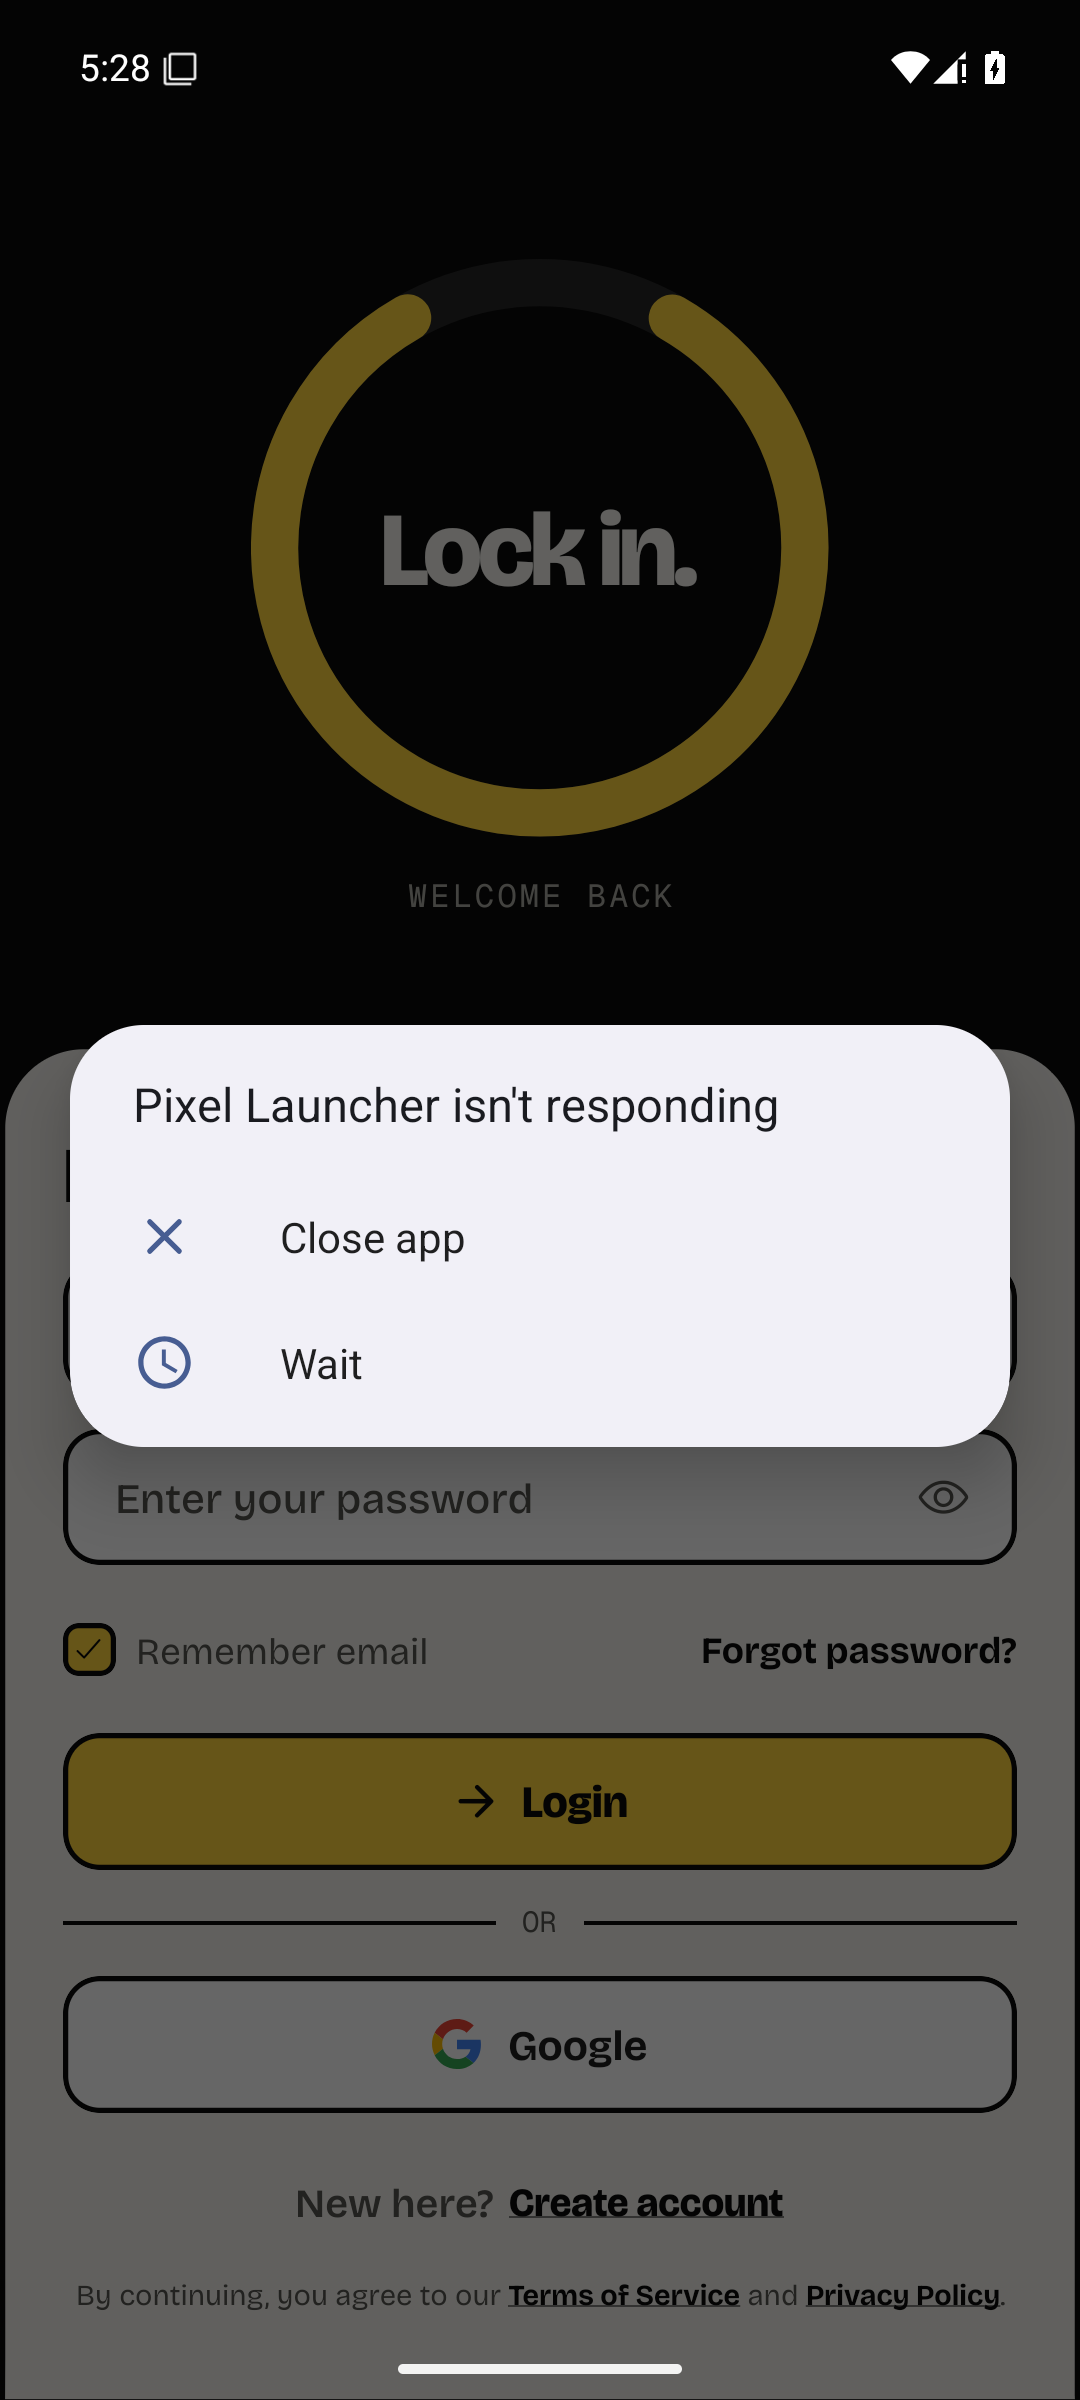 5:28
Lock in.
WELCOME BACK
Pixel Launcher isn't responding
Close app
Wait
Enter your password
Remember email
Forgot password?
Login
OR
Google
New here? Create account
By continuing, you agree to our Terms of Service and Privacy Policy.